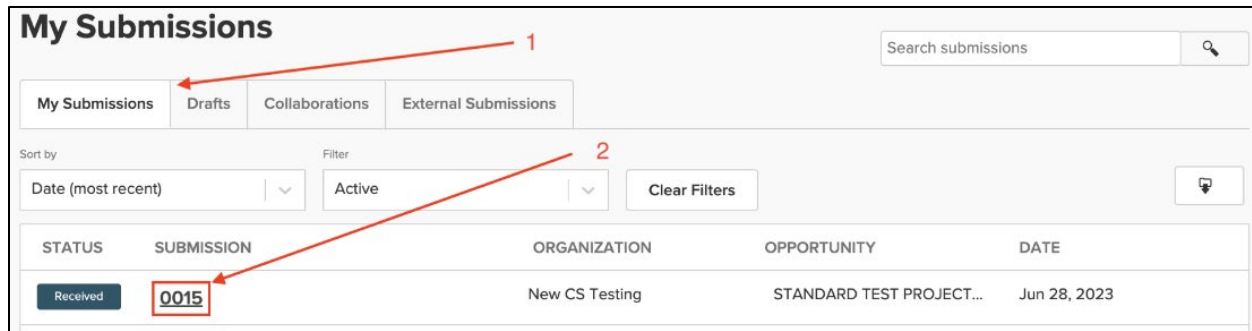 My Submissions
1
Search submissions
My Submissions Drafts Collaborations External Submissions
Sort by Filter
2
Date (most recent) Active Clear Filters
STATUS SUBMISSION ORGANIZATION OPPORTUNITY DATE
Received 0015 New CS Testing STANDARD TEST PROJECT... Jun 28, 2023